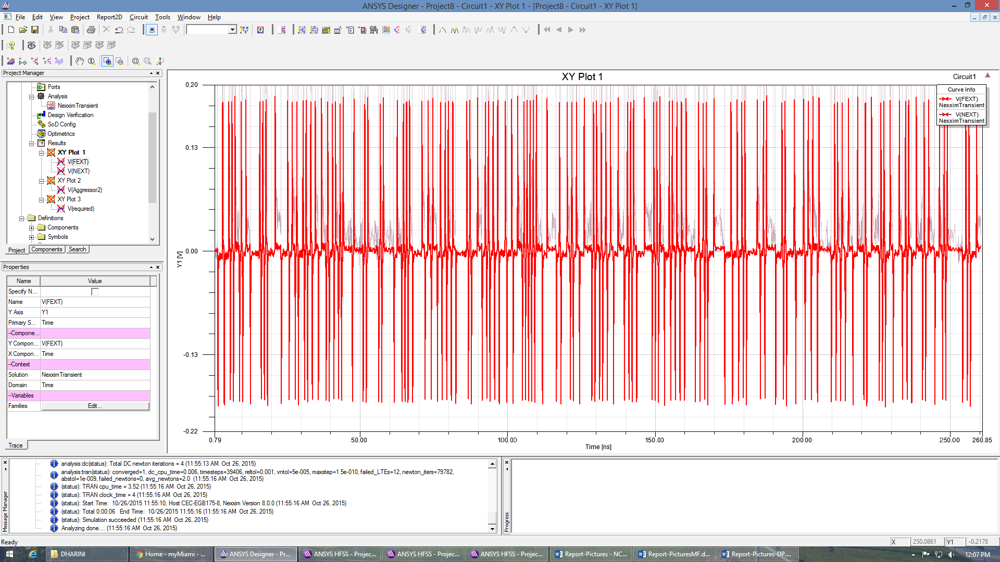 ANSYS Designer - Project8 - Circuit1 - XY Plot 1 - [Project8 - Circuit1 - XY Plot 1]
File Edit View Project Report2D Circuit Tools Window Help
Project Manager
Ports
Analysis
NexximTransient
Design Verification
SoD Config
Optimetrics
Results
XY Plot 1
V(FEXT)
V(NEXT)
XY Plot 2
V(Aggressor2)
XY Plot 3
V(required)
Definitions
Components
Symbols
Project Components Search
Properties
Name Value
Specify N...
Name V(FEXT)
Y Axis Y1
Primary S... Time
--Compone...
Y Compon... V(FEXT)
X Compon... Time
--Context
Solution NexximTransient
Domain Time
--Variables
Families Edit...
Trace
XY Plot 1
Circuit1
Curve Info
V(FEXT)
NexximTransient
V(NEXT)
NexximTransient
0.20
0.13
0.00
-0.13
-0.22
Y1 [V]
0.79 50.00 100.00 150.00 200.00 250.00 260.85
Time [ns]
Message Manager
analysis:dc(status): Total DC newton iterations = 4 (11:55:13 AM Oct 26, 2015)
analysis:tran(status): converged=1, dc_cpu_time=0.006, timesteps=39406, reltol=0.001, vntol=5e-005, maxstep=1.5e-010, failed_LTEs=12, newton_iters=79782,
abstol=1e-009, failed_newtons=0, avg_newtons=2.0 (11:55:16 AM Oct 26, 2015)
(status): TRAN cpu_time = 3.52 (11:55:16 AM Oct 26, 2015)
(status): TRAN clock_time = 4 (11:55:16 AM Oct 26, 2015)
(status): Start Time: 10/26/2015 11:55:10, Host CEC-EGB175-8, Nexxim Version 8.0.0 (11:55:16 AM Oct 26, 2015)
(status): Total 0:00:06 End Time: 10/26/2015 11:55:16 (11:55:16 AM Oct 26, 2015)
(status): Simulation succeeded (11:55:16 AM Oct 26, 2015)
Analyzing done.... (11:55:16 AM Oct 26, 2015)
Progress
Ready
X 250.0861 Y1 -0.2178
DHARINI
Home - myMiami - ...
ANSYS Designer - Pr...
ANSYS HFSS - Projec...
ANSYS HFSS - Projec...
ANSYS HFSS - Projec...
Report-Pictures - NC...
Report-PicturesMF.d...
Report-Pictures-DP....
12:07 PM